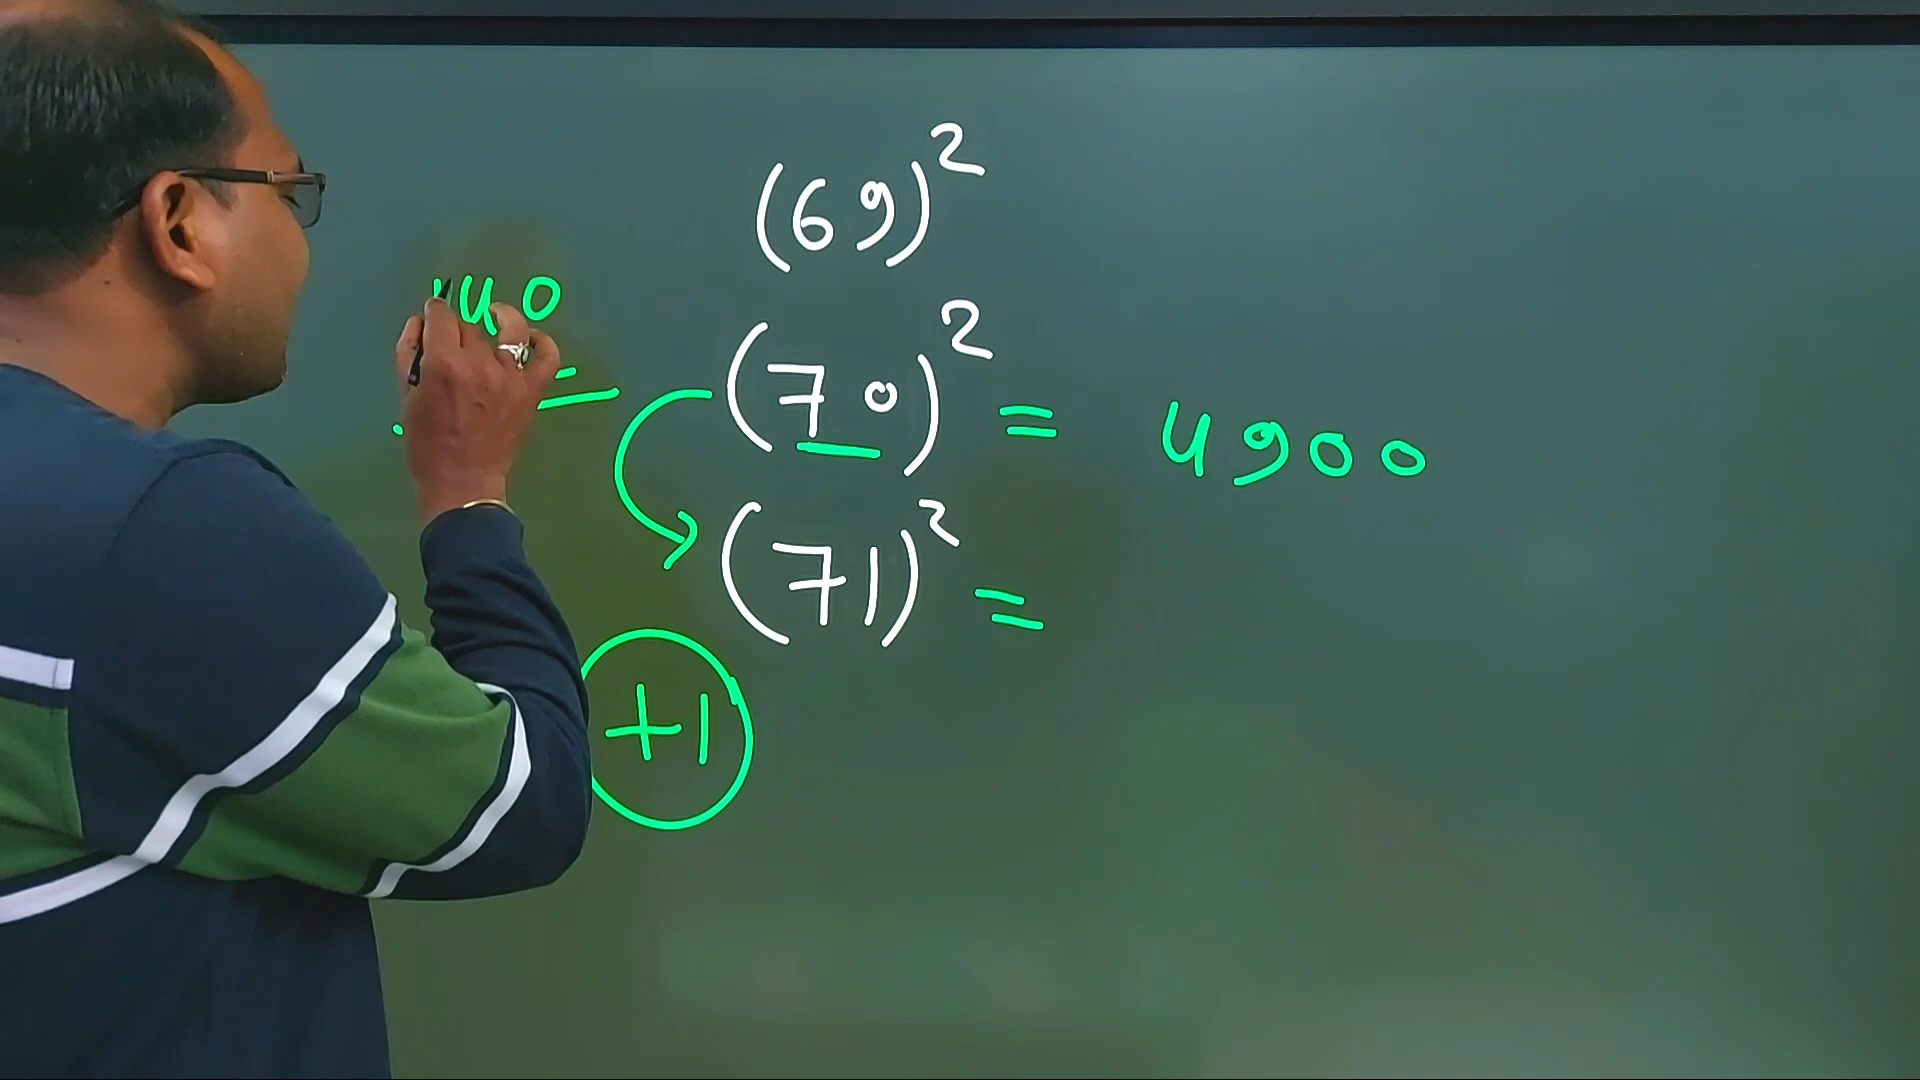 (69)²
140
(70)² = 4900
(71)² =
+1